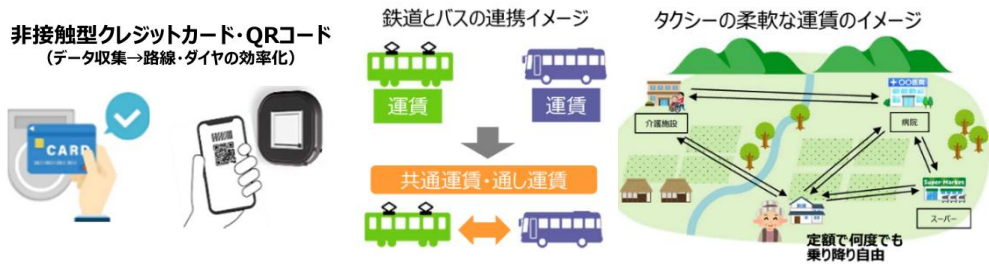 非接触型クレジットカード・QRコード
（データ収集→路線・ダイヤの効率化）
CARD
鉄道とバスの連携イメージ
運賃
運賃
共通運賃・通し運賃
タクシーの柔軟な運賃のイメージ
介護施設
〇〇医院
病院
Super Market
スーパー
定額で何度でも
乗り降り自由